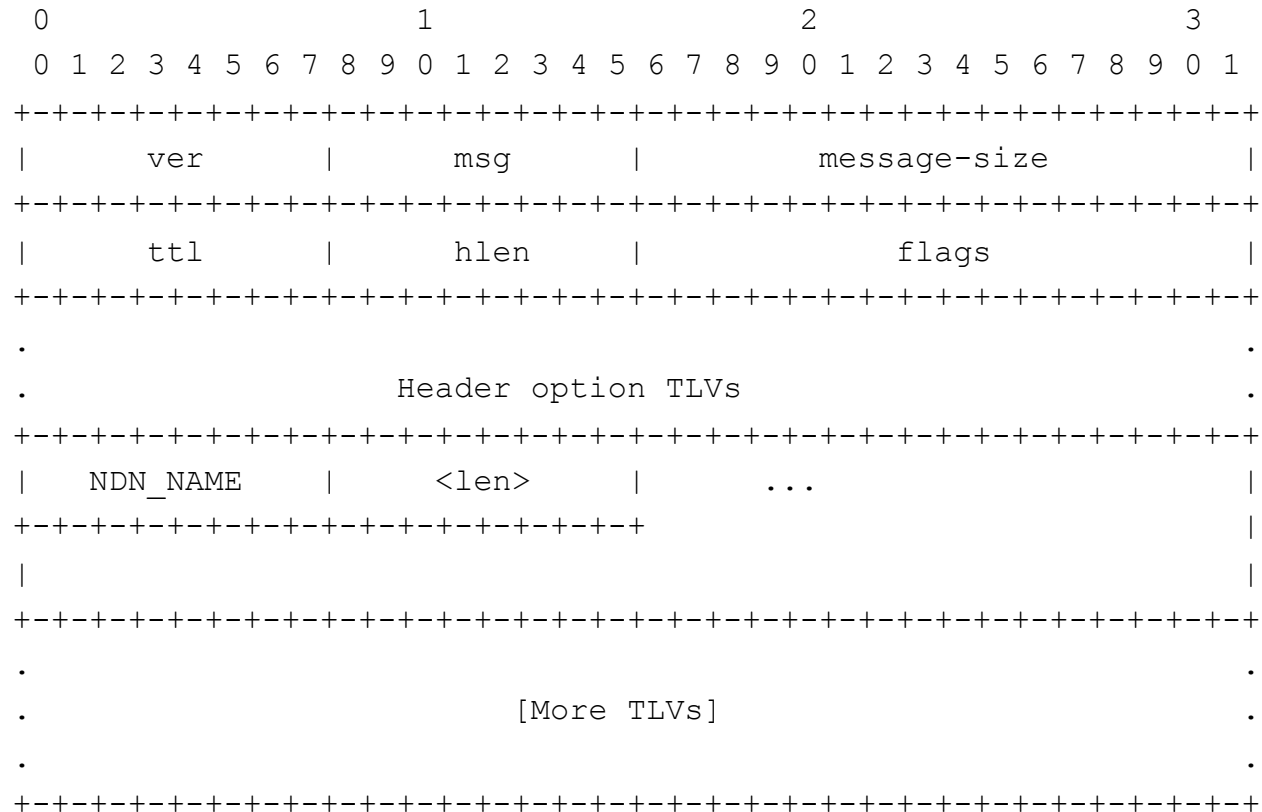 0                   1                   2                   3
0 1 2 3 4 5 6 7 8 9 0 1 2 3 4 5 6 7 8 9 0 1 2 3 4 5 6 7 8 9 0 1
+-+-+-+-+-+-+-+-+-+-+-+-+-+-+-+-+-+-+-+-+-+-+-+-+-+-+-+-+-+-+-+-+
|      ver      |      msg      |         message-size          |
+-+-+-+-+-+-+-+-+-+-+-+-+-+-+-+-+-+-+-+-+-+-+-+-+-+-+-+-+-+-+-+-+
|      ttl      |      hlen     |             flags             |
+-+-+-+-+-+-+-+-+-+-+-+-+-+-+-+-+-+-+-+-+-+-+-+-+-+-+-+-+-+-+-+-+
.                                                               .
.                   Header option TLVs                          .
+-+-+-+-+-+-+-+-+-+-+-+-+-+-+-+-+-+-+-+-+-+-+-+-+-+-+-+-+-+-+-+-+
|   NDN_NAME    |     <len>     |      ...                      |
+-+-+-+-+-+-+-+-+-+-+-+-+-+-+-+-+                               |
|                                                               |
+-+-+-+-+-+-+-+-+-+-+-+-+-+-+-+-+-+-+-+-+-+-+-+-+-+-+-+-+-+-+-+-+
.                                                               .
.                         [More TLVs]                           .
.                                                               .
+-+-+-+-+-+-+-+-+-+-+-+-+-+-+-+-+-+-+-+-+-+-+-+-+-+-+-+-+-+-+-+-+